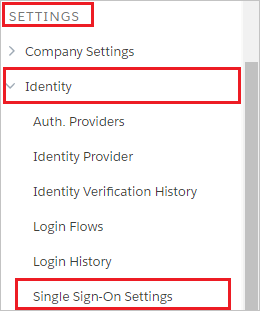 SETTINGS
Company Settings
Identity
Auth. Providers
Identity Provider
Identity Verification History
Login Flows
Login History
Single Sign-On Settings